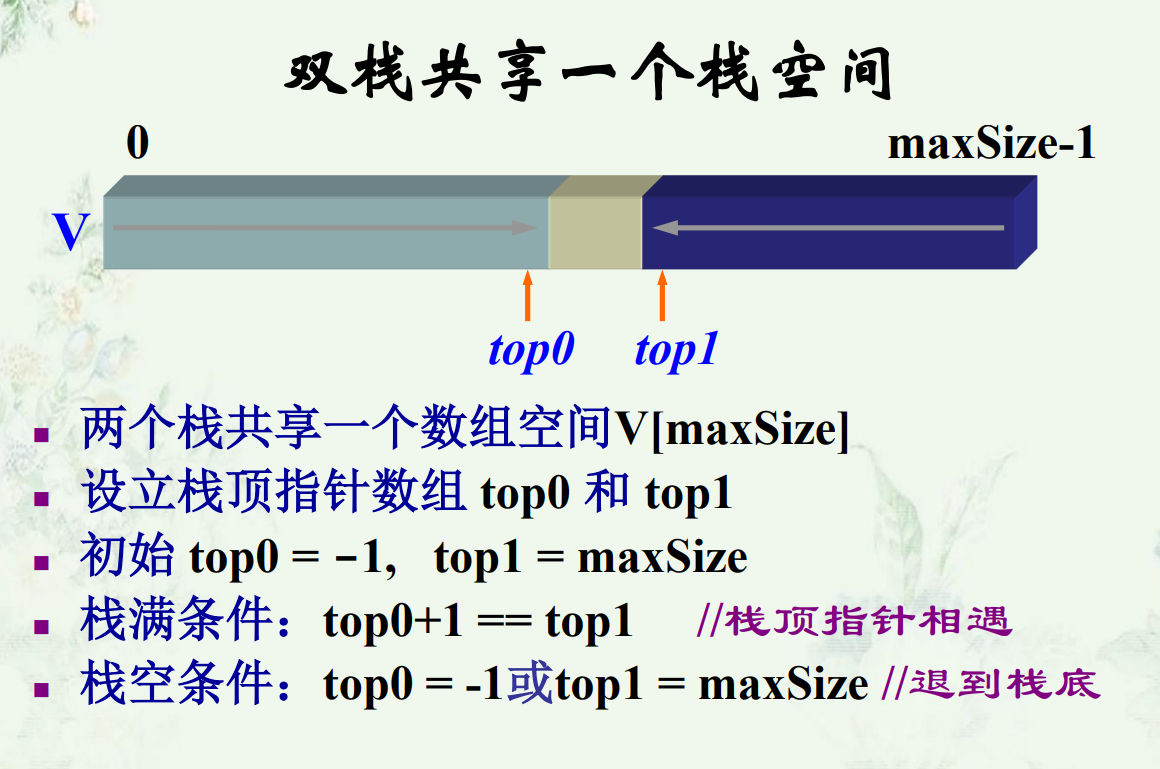 双栈共享一个栈空间
0 maxSize-1
V
top0 top1
■ 两个栈共享一个数组空间V[maxSize]
■ 设立栈顶指针数组 top0 和 top1
■ 初始 top0 = -1, top1 = maxSize
■ 栈满条件：top0+1 == top1 //栈顶指针相遇
■ 栈空条件：top0 = -1或top1 = maxSize //退到栈底